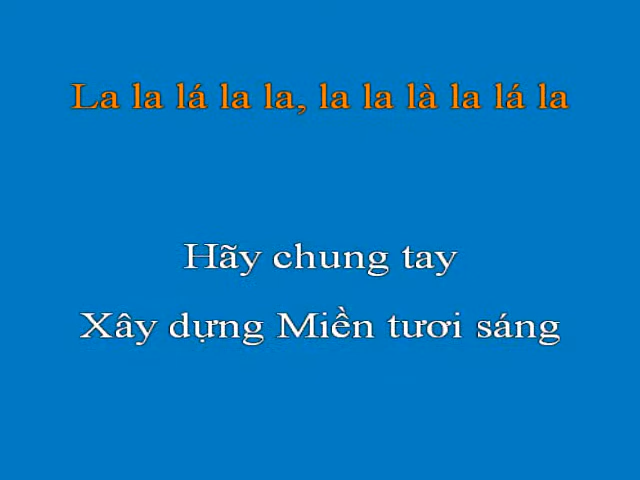 La la lá la la, la la là la lá la
Hãy chung tay
Xây dựng Miền tươi sáng